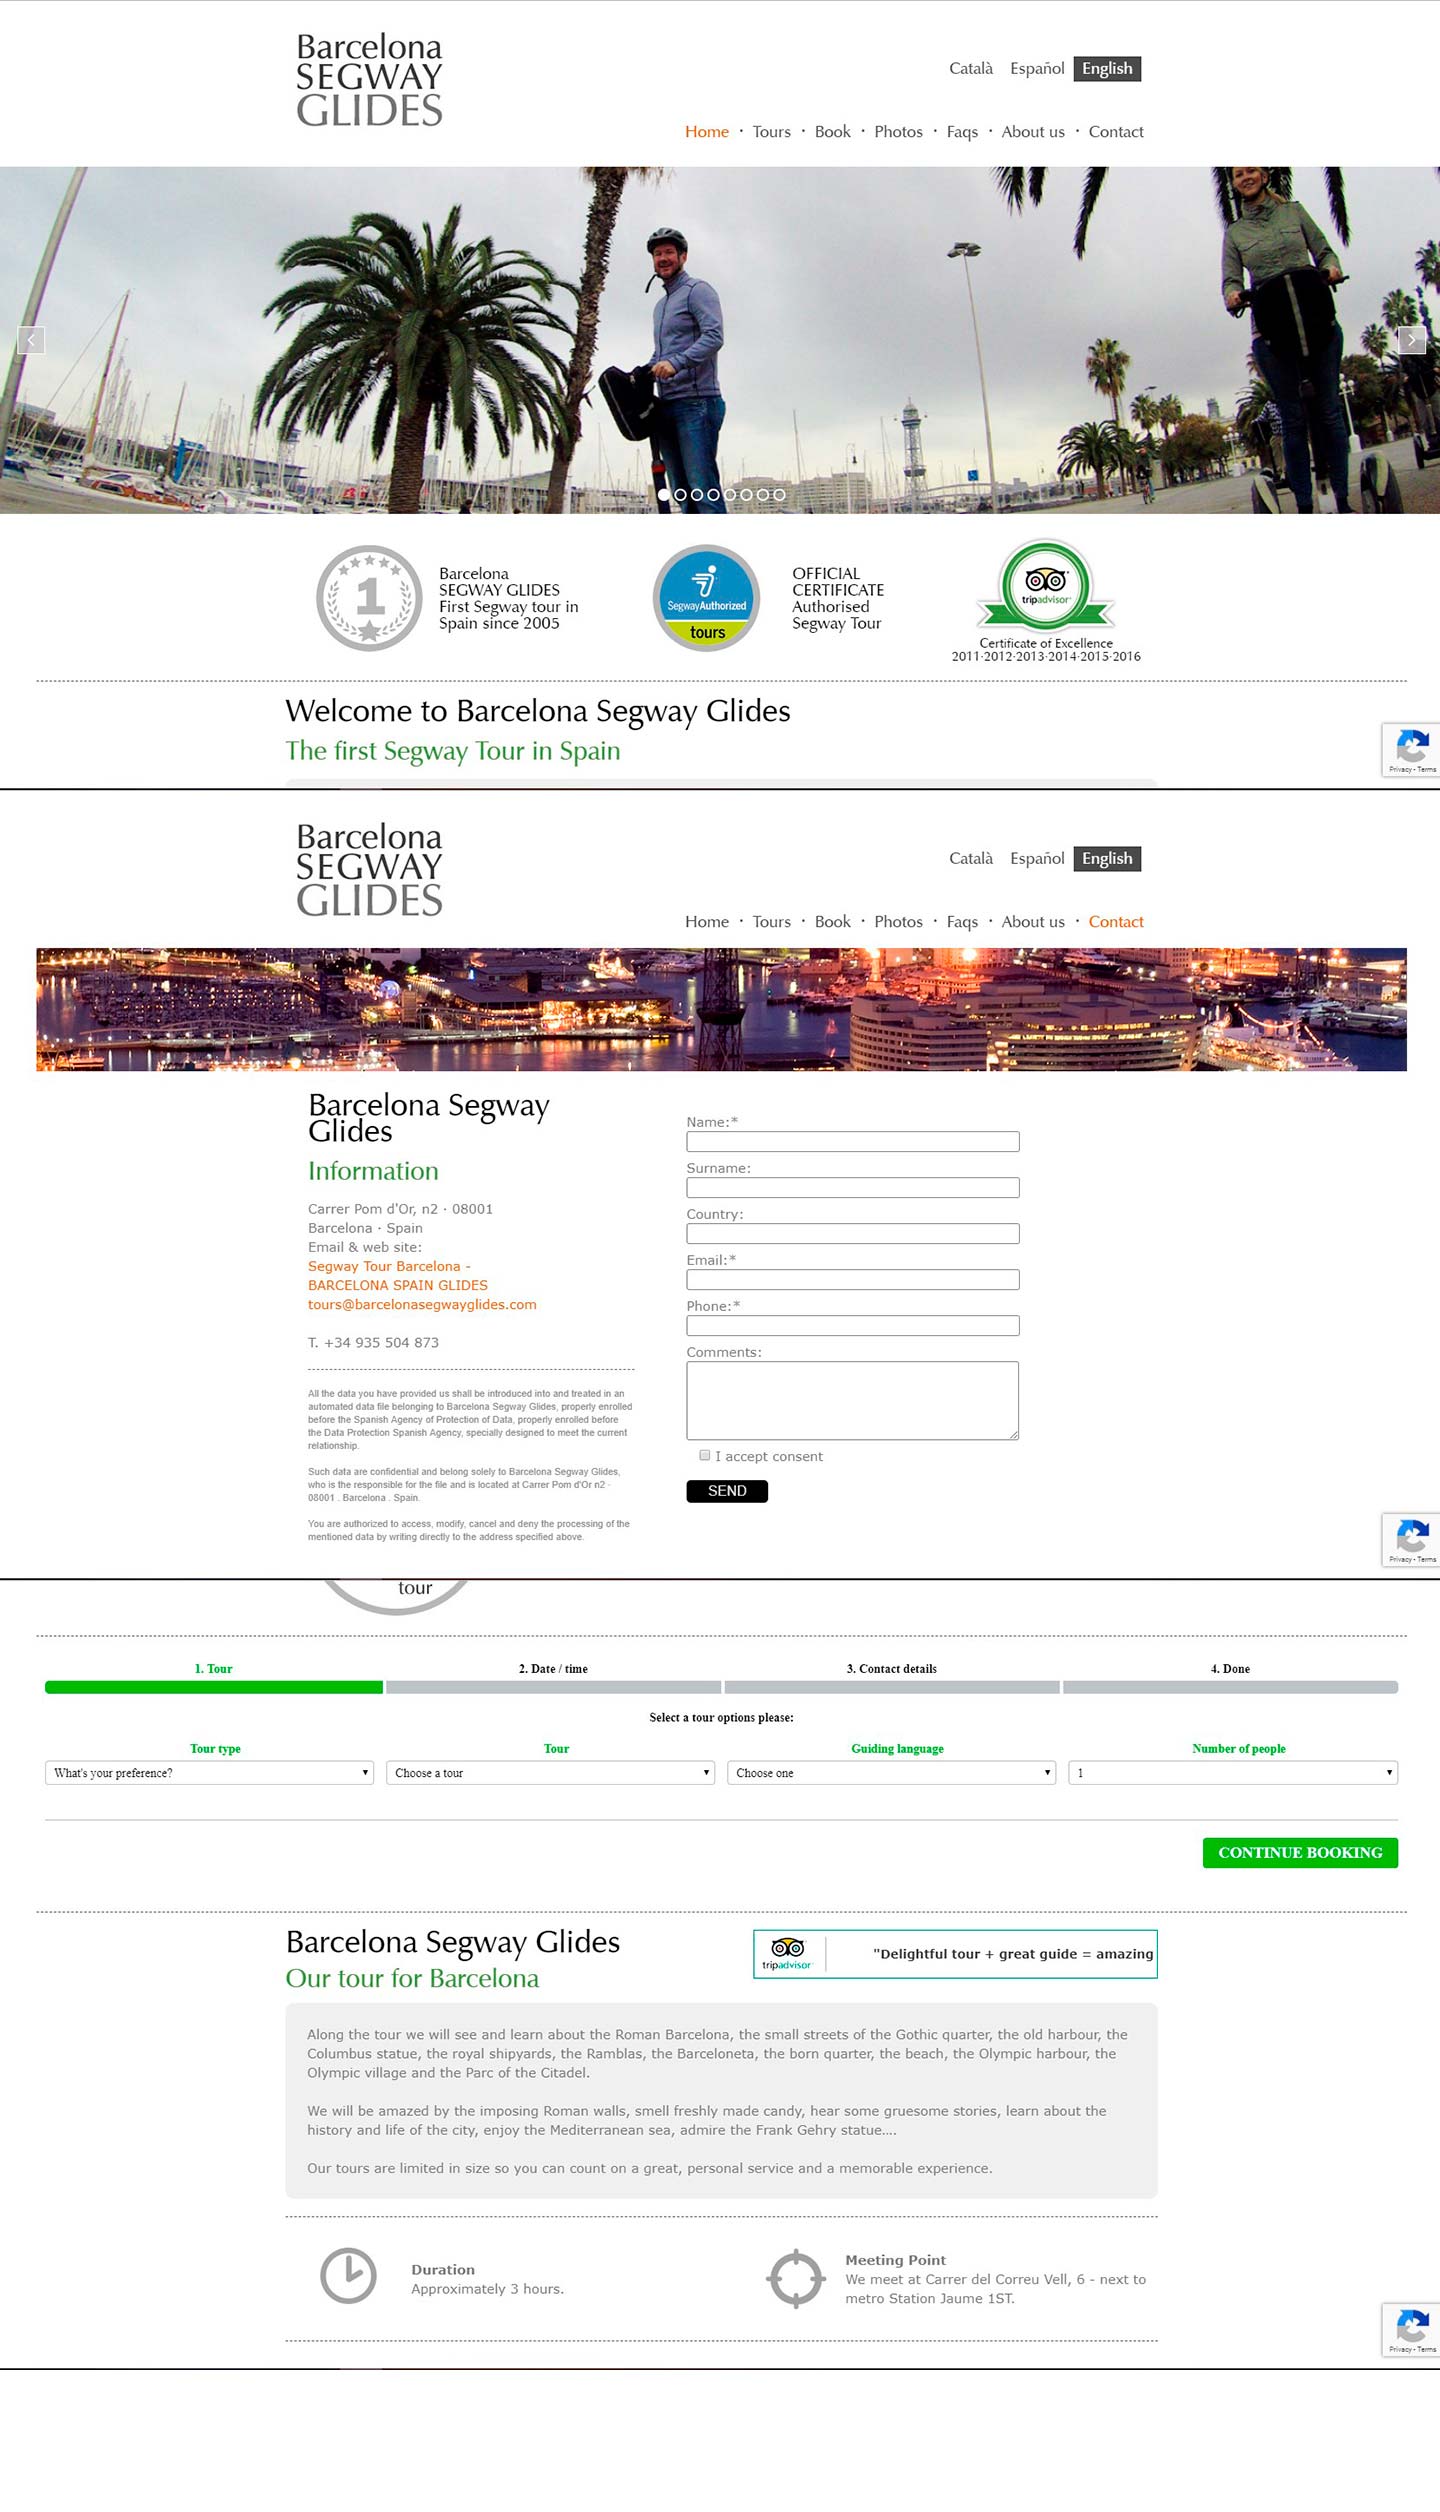 Barcelona
SEGWAY
GLIDES
Català Español English
Home · Tours · Book · Photos · Faqs · About us · Contact
1
Barcelona
SEGWAY GLIDES
First Segway tour in
Spain since 2005
SegwayAuthorized
tours
OFFICIAL
CERTIFICATE
Authorised
Segway Tour
tripadvisor
Certificate of Excellence
2011·2012·2013·2014·2015·2016
Welcome to Barcelona Segway Glides
The first Segway Tour in Spain
Privacy - Terms
Barcelona
SEGWAY
GLIDES
Català Español English
Home · Tours · Book · Photos · Faqs · About us · Contact
Barcelona Segway
Glides
Information
Carrer Pom d'Or, n2 · 08001
Barcelona · Spain
Email & web site:
Segway Tour Barcelona -
BARCELONA SPAIN GLIDES
tours@barcelonasegwayglides.com
T. +34 935 504 873
All the data you have provided us shall be introduced into and treated in an
automated data file belonging to Barcelona Segway Glides, properly enrolled
before the Spanish Agency of Protection of Data, properly enrolled before
the Data Protection Spanish Agency, specially designed to meet the current
relationship.
Such data are confidential and belong solely to Barcelona Segway Glides,
who is the responsible for the file and is located at Carrer Pom d'Or n2 ·
08001 . Barcelona . Spain.
You are authorized to access, modify, cancel and deny the processing of the
mentioned data by writing directly to the address specified above.
Name:*
Surname:
Country:
Email:*
Phone:*
Comments:
I accept consent
SEND
Privacy - Terms
tour
1. Tour 2. Date / time 3. Contact details 4. Done
Select a tour options please:
Tour type Tour Guiding language Number of people
What's your preference? Choose a tour Choose one 1
CONTINUE BOOKING
Barcelona Segway Glides
Our tour for Barcelona
tripadvisor
"Delightful tour + great guide = amazing
Along the tour we will see and learn about the Roman Barcelona, the small streets of the Gothic quarter, the old harbour, the
Columbus statue, the royal shipyards, the Ramblas, the Barceloneta, the born quarter, the beach, the Olympic harbour, the
Olympic village and the Parc of the Citadel.
We will be amazed by the imposing Roman walls, smell freshly made candy, hear some gruesome stories, learn about the
history and life of the city, enjoy the Mediterranean sea, admire the Frank Gehry statue....
Our tours are limited in size so you can count on a great, personal service and a memorable experience.
Duration
Approximately 3 hours.
Meeting Point
We meet at Carrer del Correu Vell, 6 - next to
metro Station Jaume 1ST.
Privacy - Terms